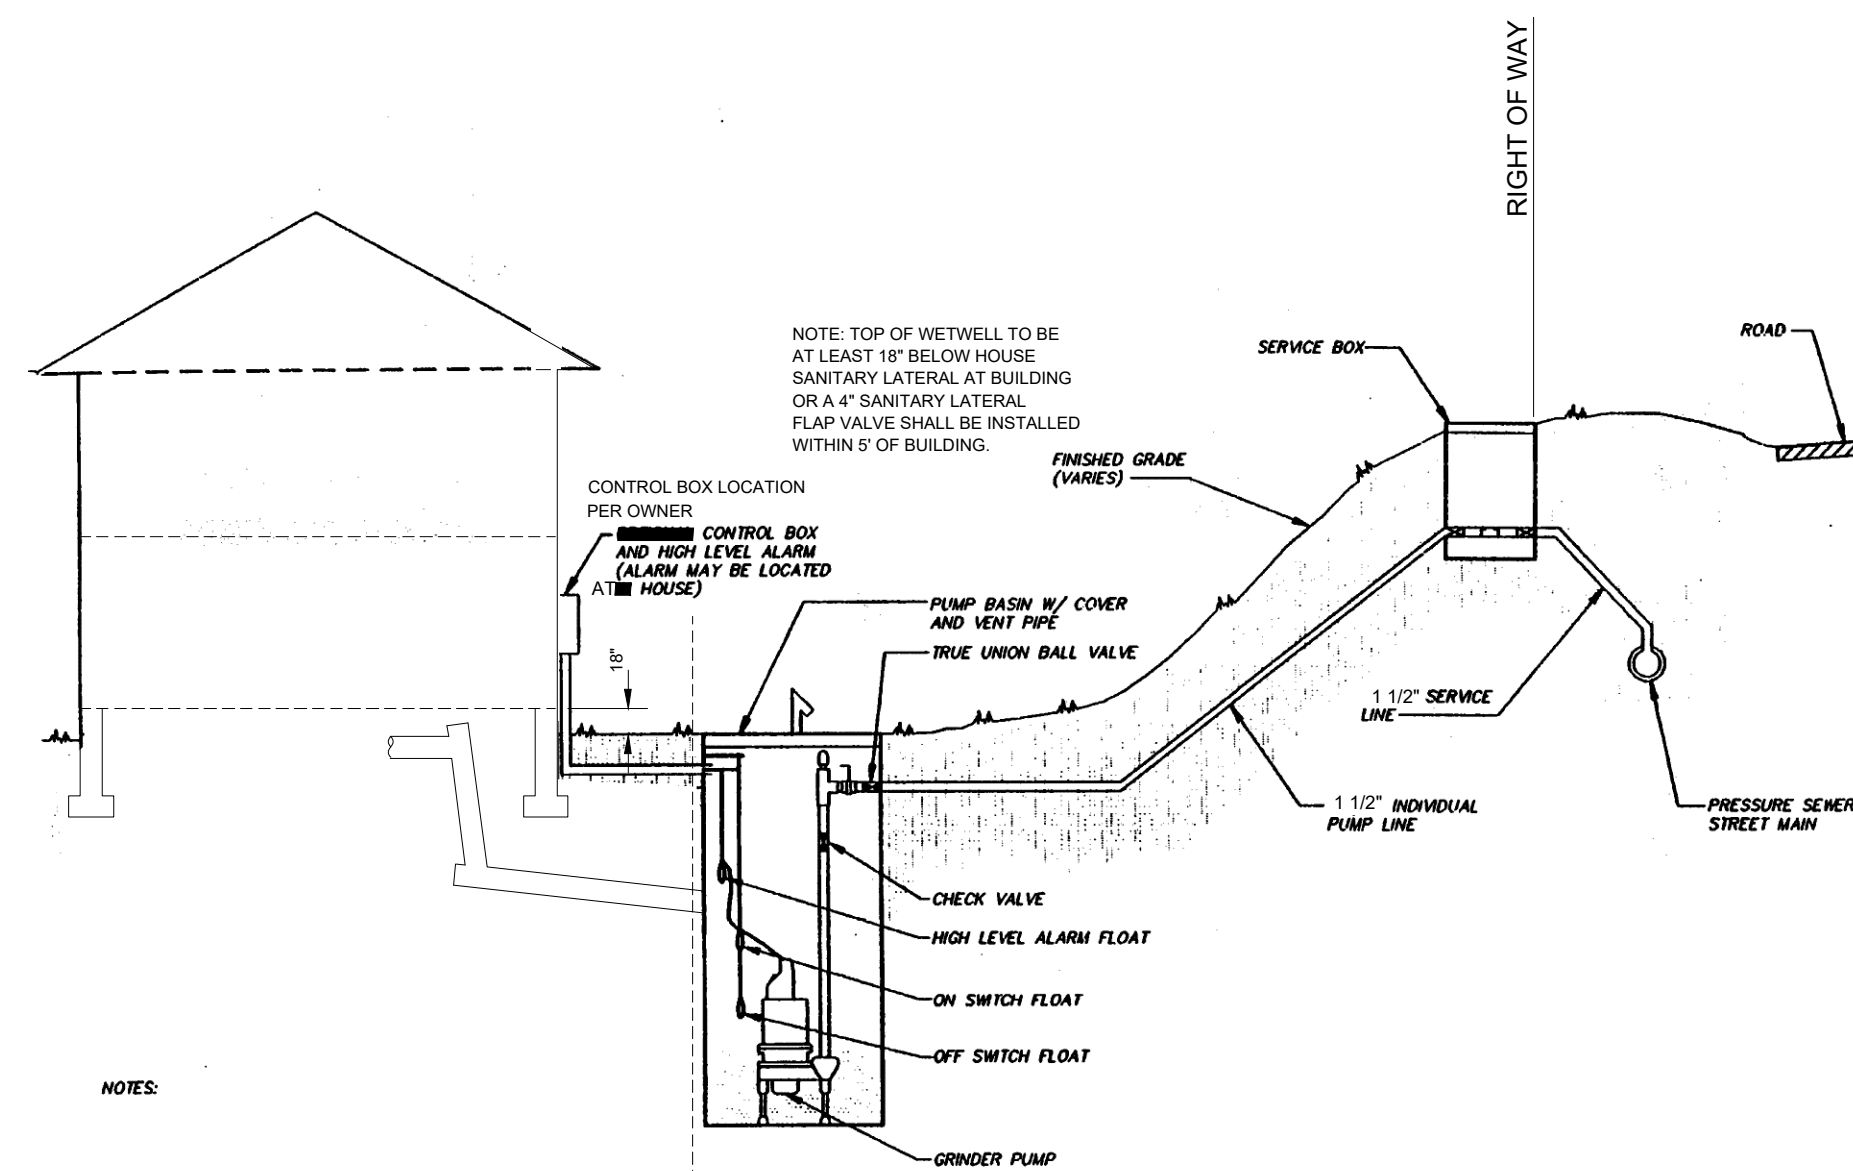 RIGHT OF WAY
NOTE: TOP OF WETWELL TO BE
AT LEAST 18" BELOW HOUSE
SANITARY LATERAL AT BUILDING
OR A 4" SANITARY LATERAL
FLAP VALVE SHALL BE INSTALLED
WITHIN 5' OF BUILDING.
SERVICE BOX
ROAD
FINISHED GRADE
(VARIES)
CONTROL BOX LOCATION
PER OWNER
CONTROL BOX
AND HIGH LEVEL ALARM
(ALARM MAY BE LOCATED
AT HOUSE)
PUMP BASIN W/ COVER
AND VENT PIPE
TRUE UNION BALL VALVE
18"
1 1/2" SERVICE
LINE
1 1/2" INDIVIDUAL
PUMP LINE
PRESSURE SEWER
STREET MAIN
CHECK VALVE
HIGH LEVEL ALARM FLOAT
ON SWITCH FLOAT
OFF SWITCH FLOAT
NOTES:
GRINDER PUMP